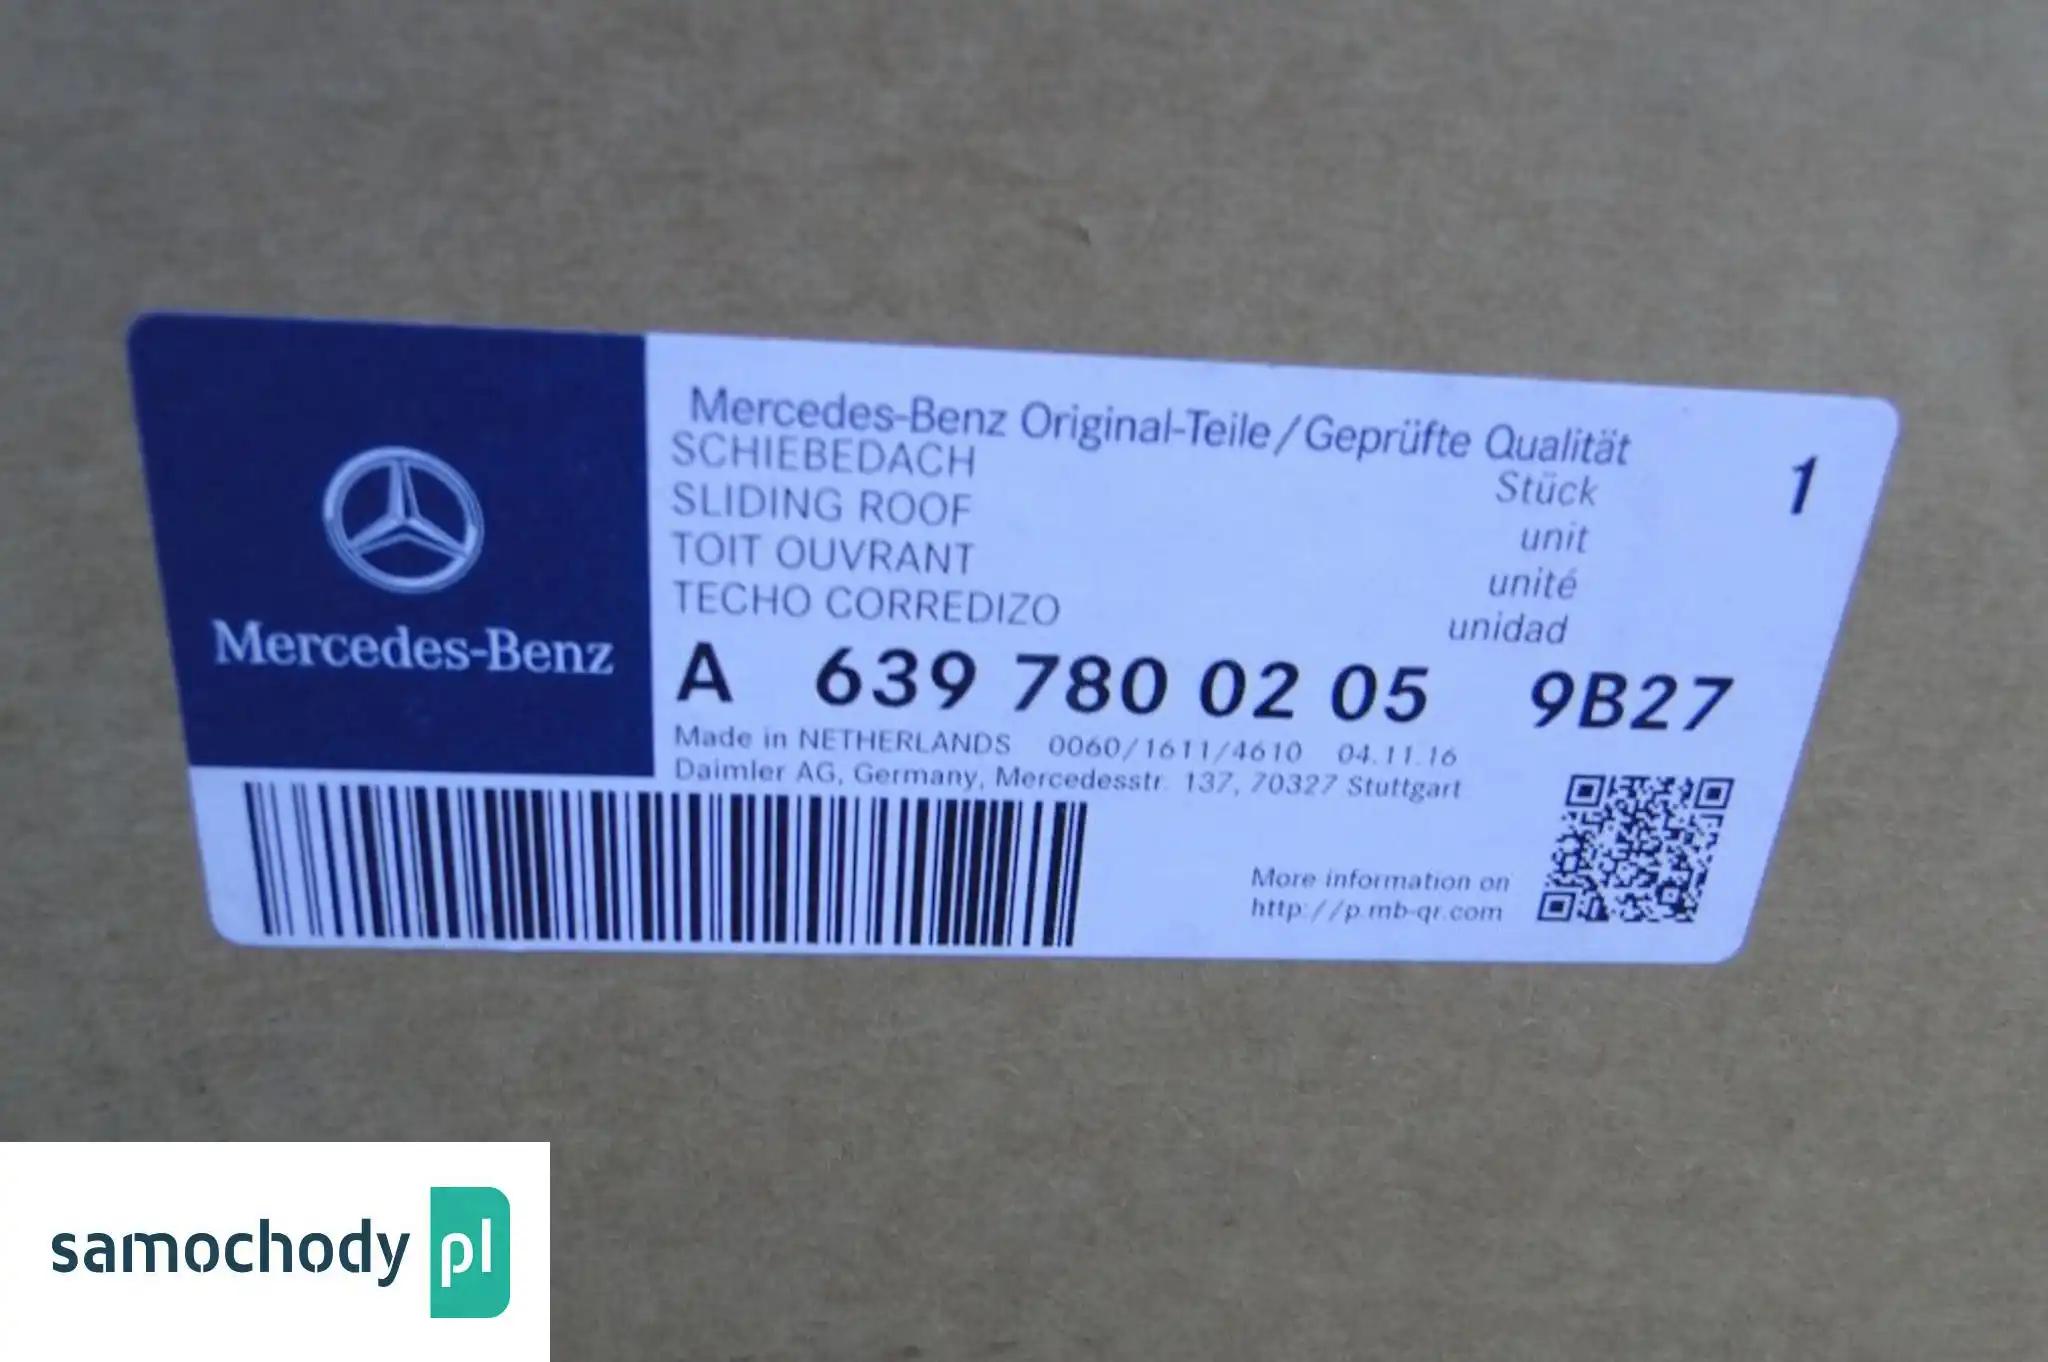 Mercedes-Benz
Mercedes-Benz Original-Teile/Geprüfte Qualität
SCHIEBEDACH Stück 1
SLIDING ROOF unit
TOIT OUVRANT unité
TECHO CORREDIZO unidad
A 639 780 02 05 9B27
Made in NETHERLANDS 0060/1611/4610 04.11.16
Daimler AG, Germany, Mercedesstr. 137, 70327 Stuttgart
More information on
http://p.mb-qr.com
samochody pl